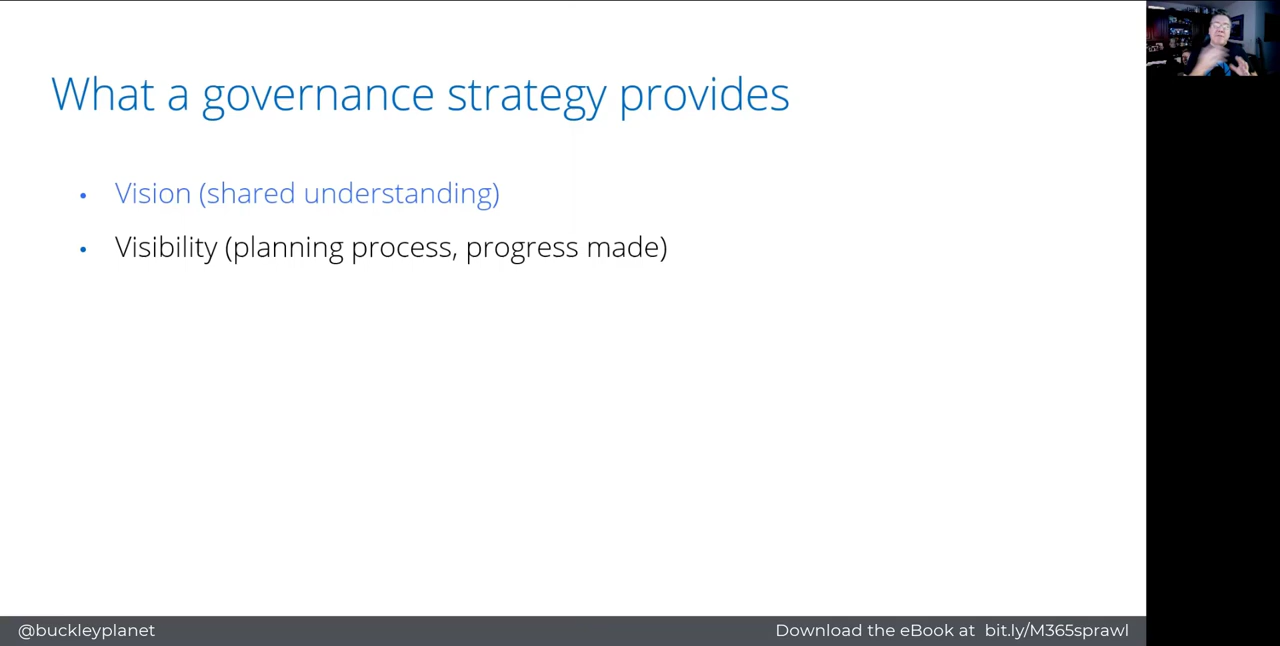 What a governance strategy provides
• Vision (shared understanding)
• Visibility (planning process, progress made)
@buckleyplanet
Download the eBook at bit.ly/M365sprawl